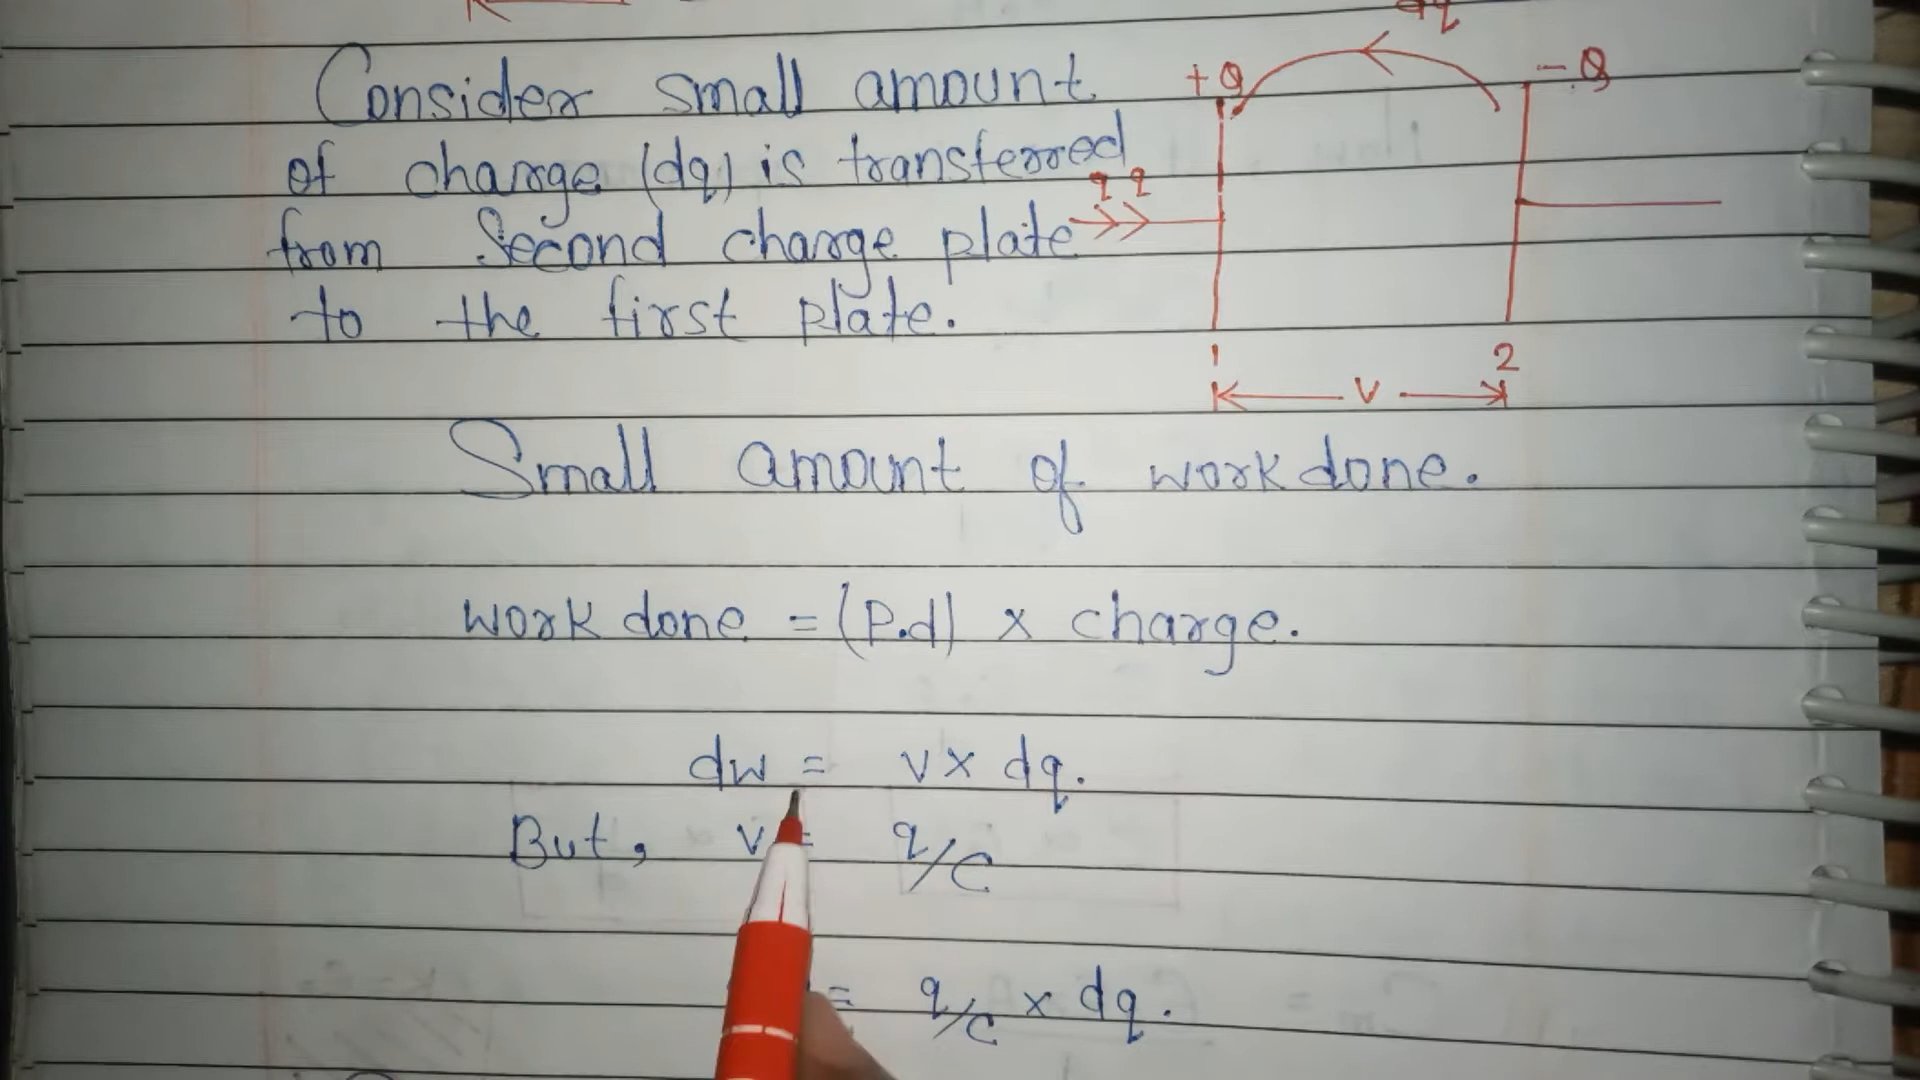 dq
Consider small amount
of charge (dq) is transferred
from Second charge plate
to the first plate.
+Q
-Q
q q
1
2
V
Small amount of work done.
work done = (P.d) x charge.
dw = v x dq.
But, v = q/C
= q/C x dq.